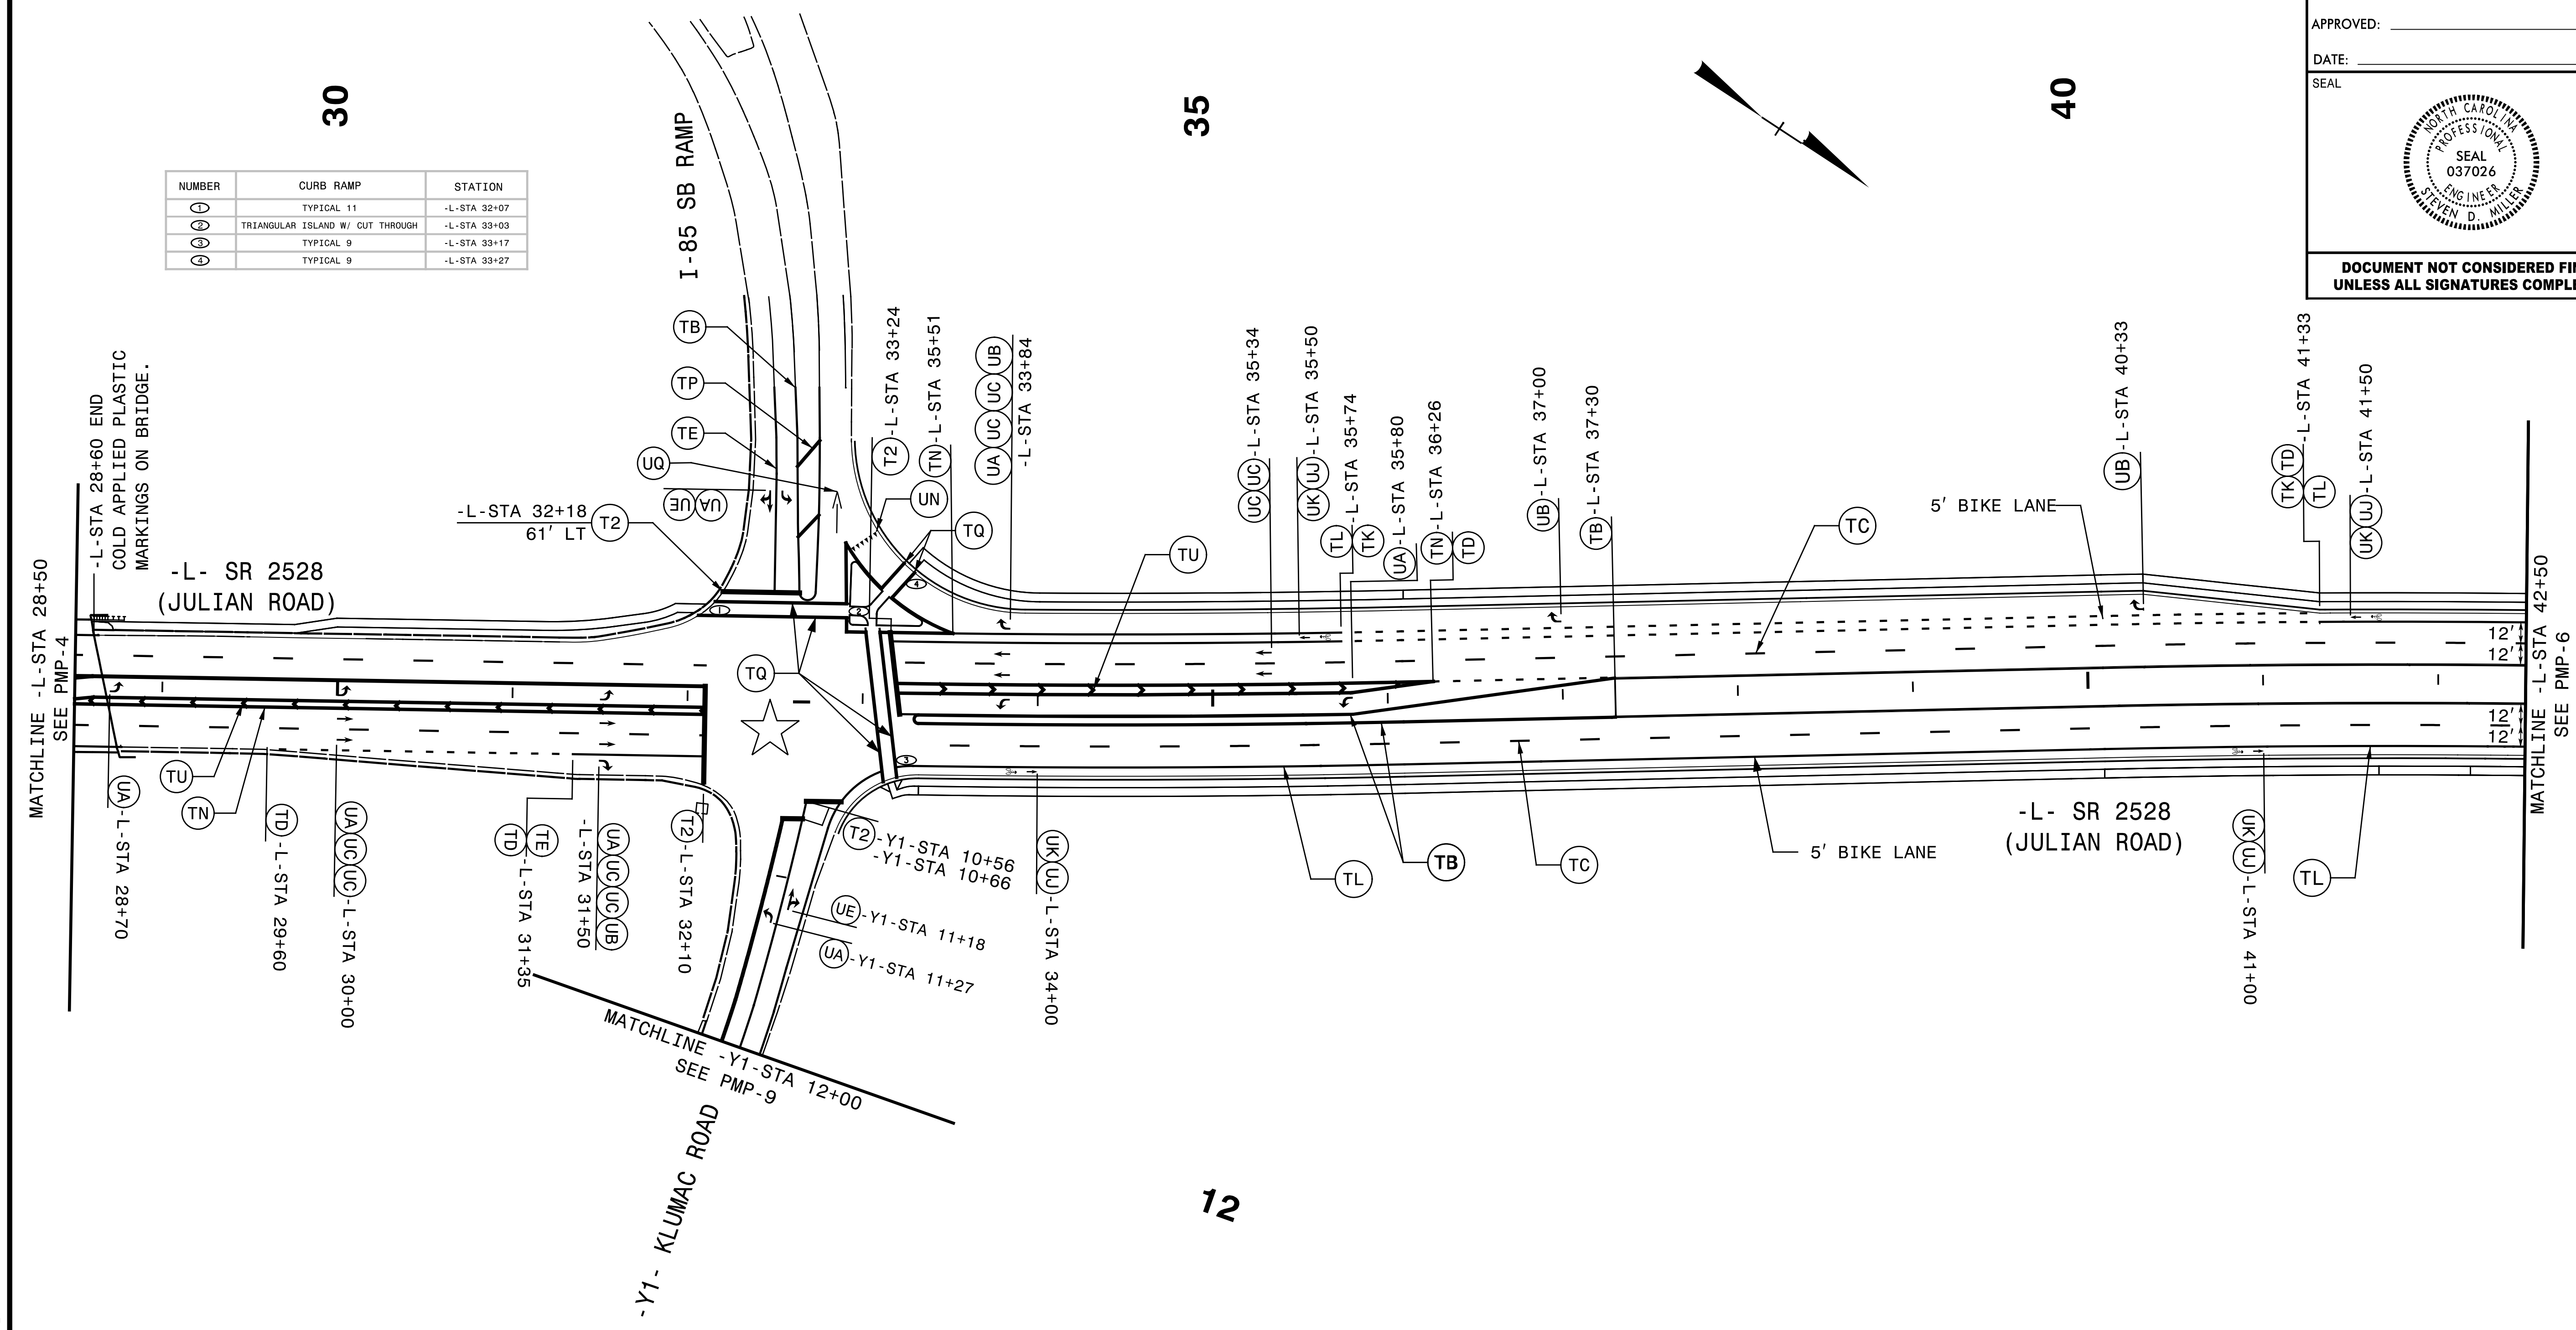 30
35
40
APPROVED:
DATE:
SEAL
NORTH CAROLINA
PROFESSIONAL
SEAL
037026
ENGINEER
STEVEN D. MILLER
DOCUMENT NOT CONSIDERED
UNLESS ALL SIGNATURES
NUMBER CURB RAMP STATION
1 TYPICAL 11 -L-STA 32+07
2 TRIANGULAR ISLAND W/ CUT THROUGH -L-STA 33+03
3 TYPICAL 9 -L-STA 33+17
4 TYPICAL 9 -L-STA 33+27
I-85 SB RAMP
-L-STA 28+60 END
COLD APPLIED PLASTIC
MARKINGS ON BRIDGE.
MATCHLINE -L-STA 28+50
SEE PMP-4
-L- SR 2528
(JULIAN ROAD)
TB
TP
TE
UQ
UA UE
-L-STA 32+18
61' LT
T2
T2 -L-STA 33+24
TN -L-STA 35+51
UN
TQ
UA UC UC UB
-L-STA 33+84
TU
UC UC -L-STA 35+34
UK UJ -L-STA 35+50
TL TK -L-STA 35+74
UA -L-STA 35+80
TN TD -L-STA 36+26
UB -L-STA 37+00
TB -L-STA 37+30
TC
5' BIKE LANE
UB -L-STA 40+33
TK TD TL -L-STA 41+33
UK UJ -L-STA 41+50
MATCHLINE -L-STA 42+50
SEE PMP-6
12'
12'
12'
12'
1
2
4
3
TQ
UA -L-STA 28+70
TU
TN
TD -L-STA 29+60
UA UC UC -L-STA 30+00
TD TE -L-STA 31+35
UA UC UC UB
-L-STA 31+50
T2 -L-STA 32+10
T2 -Y1-STA 10+56
-Y1-STA 10+66
UE -Y1-STA 11+18
UA -Y1-STA 11+27
UK UJ -L-STA 34+00
TL
TB
TC
5' BIKE LANE
-L- SR 2528
(JULIAN ROAD)
UK UJ -L-STA 41+00
TL
MATCHLINE -Y1-STA 12+00
SEE PMP-9
-Y1- KLUMAC ROAD
12